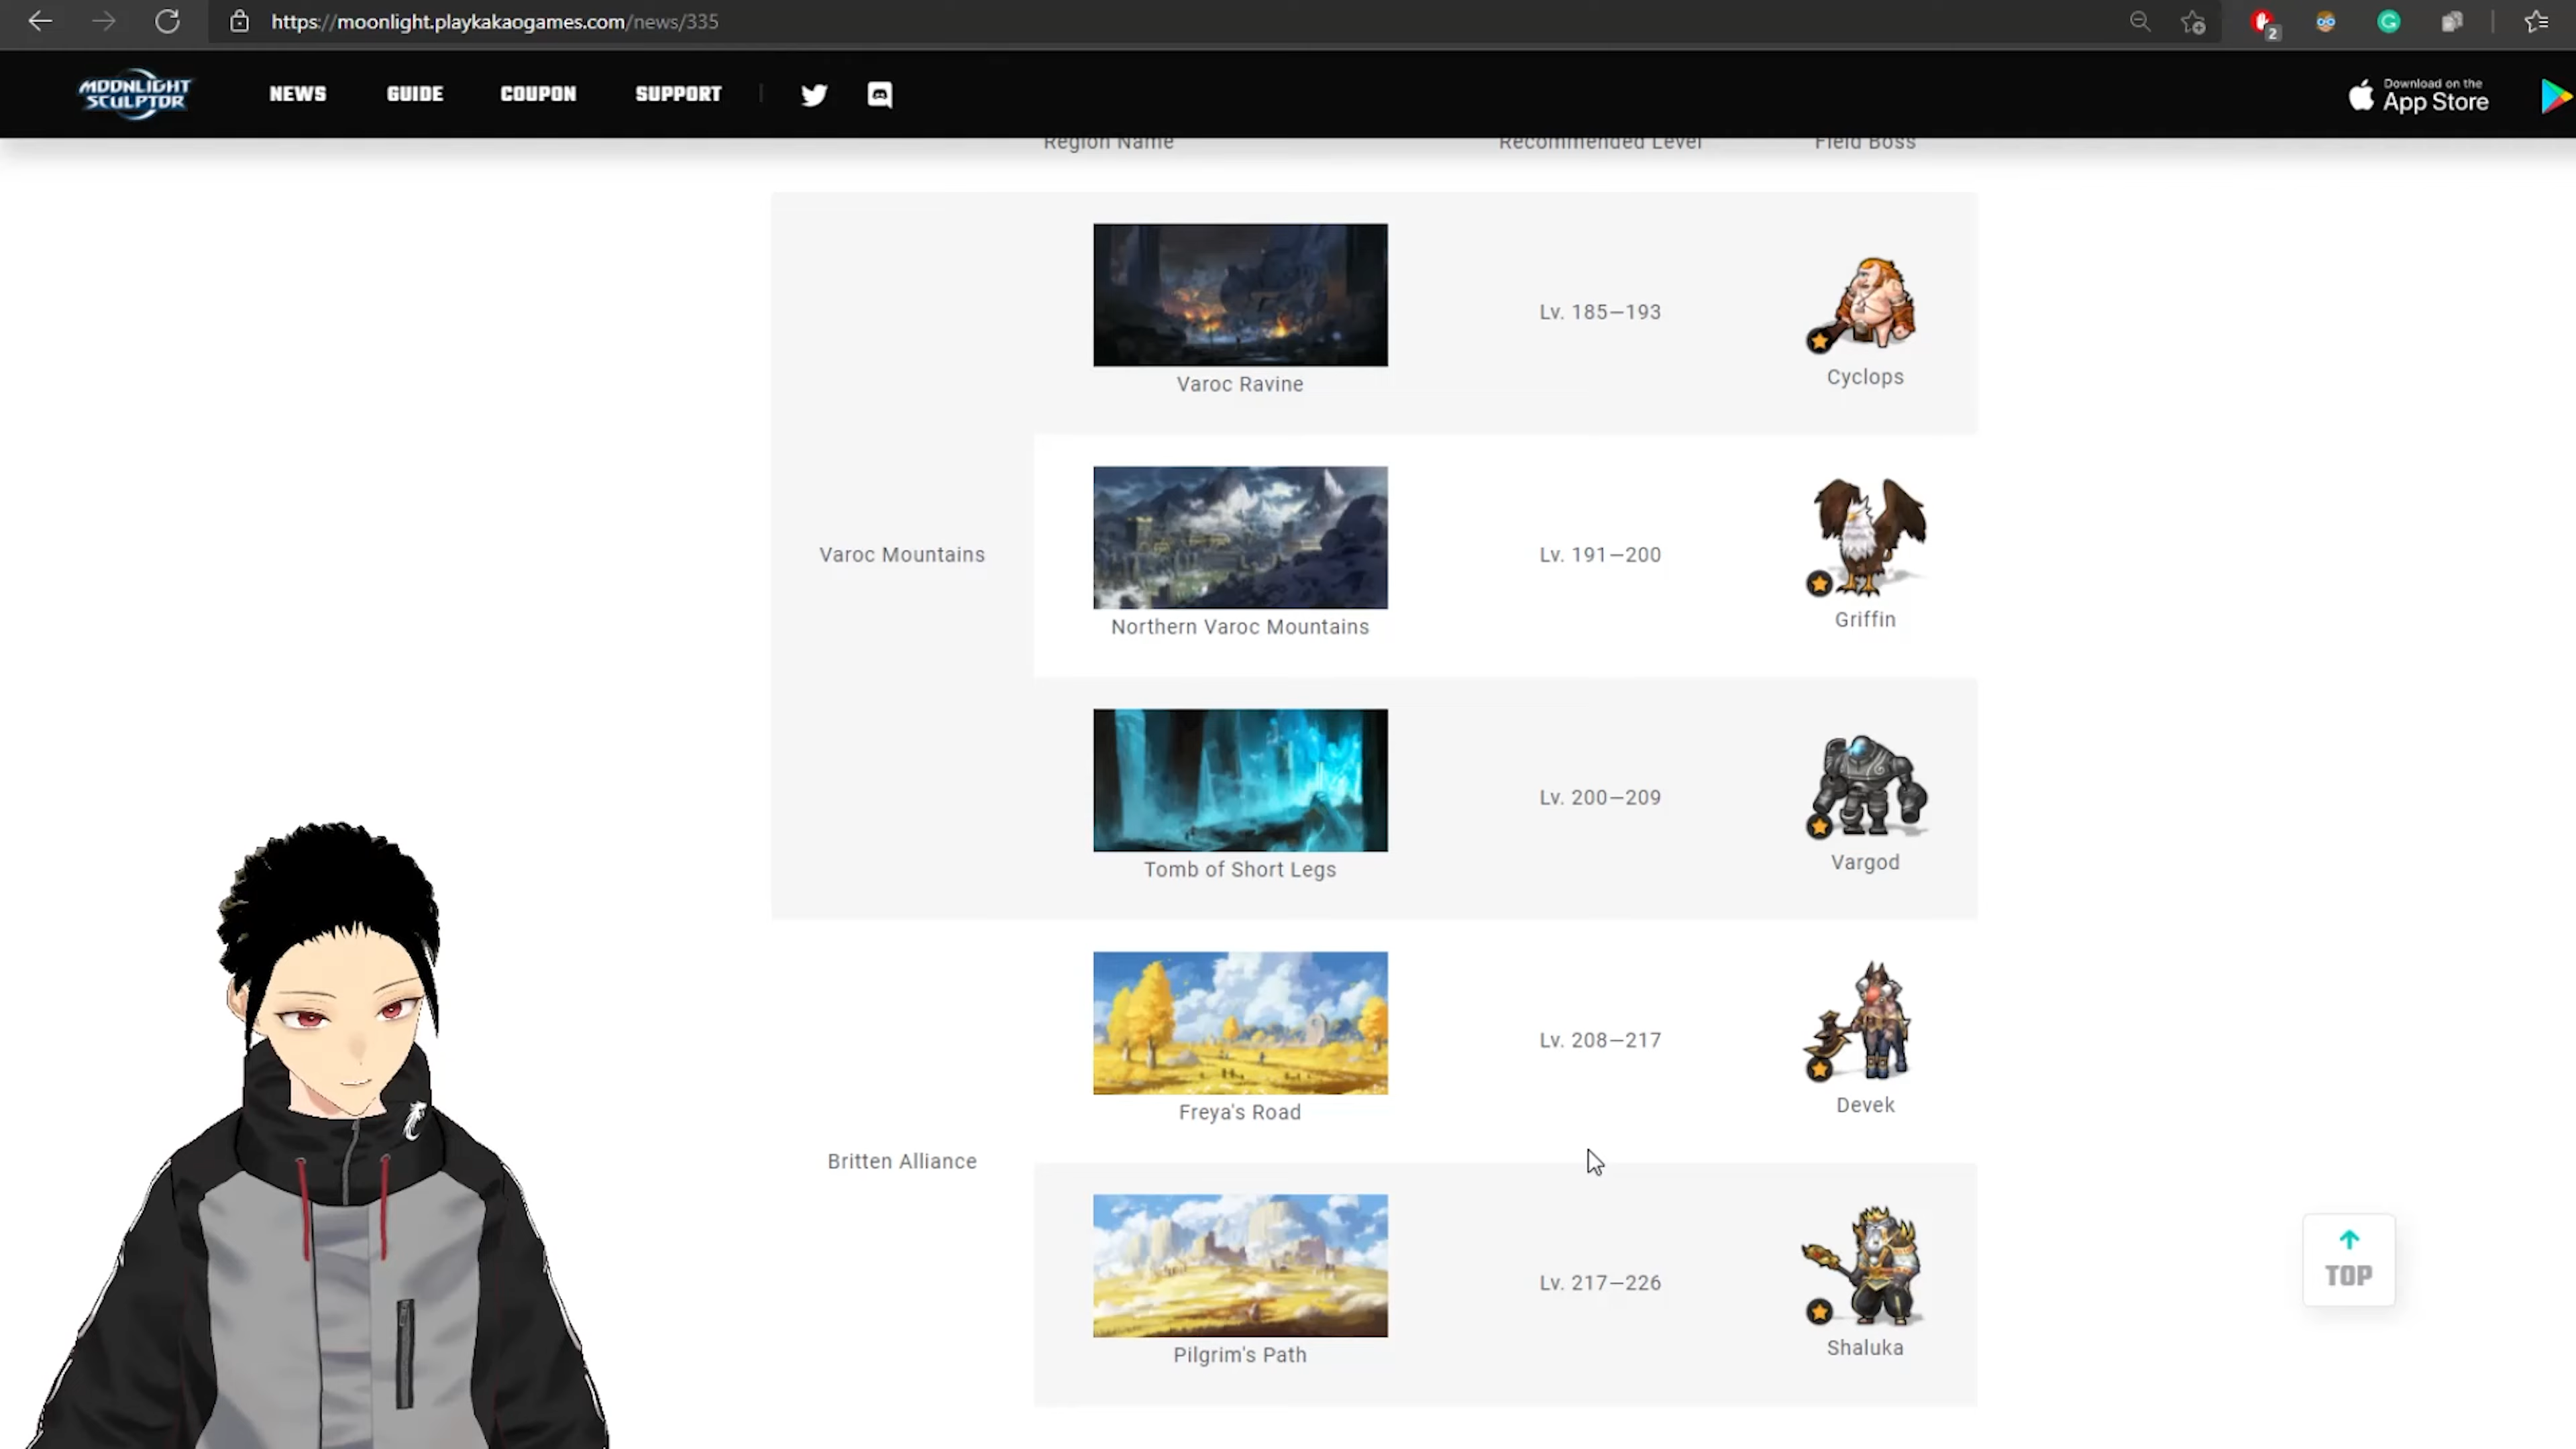 https://moonlight.playkakaogames.com/news/335
2
MOONLIGHT
SCULPTOR
NEWS
GUIDE
COUPON
SUPPORT
Download on the
App Store
Region Name
Recommended Level
Field Boss
Varoc Mountains
Varoc Ravine
Lv. 185—193
Cyclops
Northern Varoc Mountains
Lv. 191—200
Griffin
Tomb of Short Legs
Lv. 200—209
Vargod
Britten Alliance
Freya's Road
Lv. 208—217
Devek
Pilgrim's Path
Lv. 217—226
Shaluka
TOP